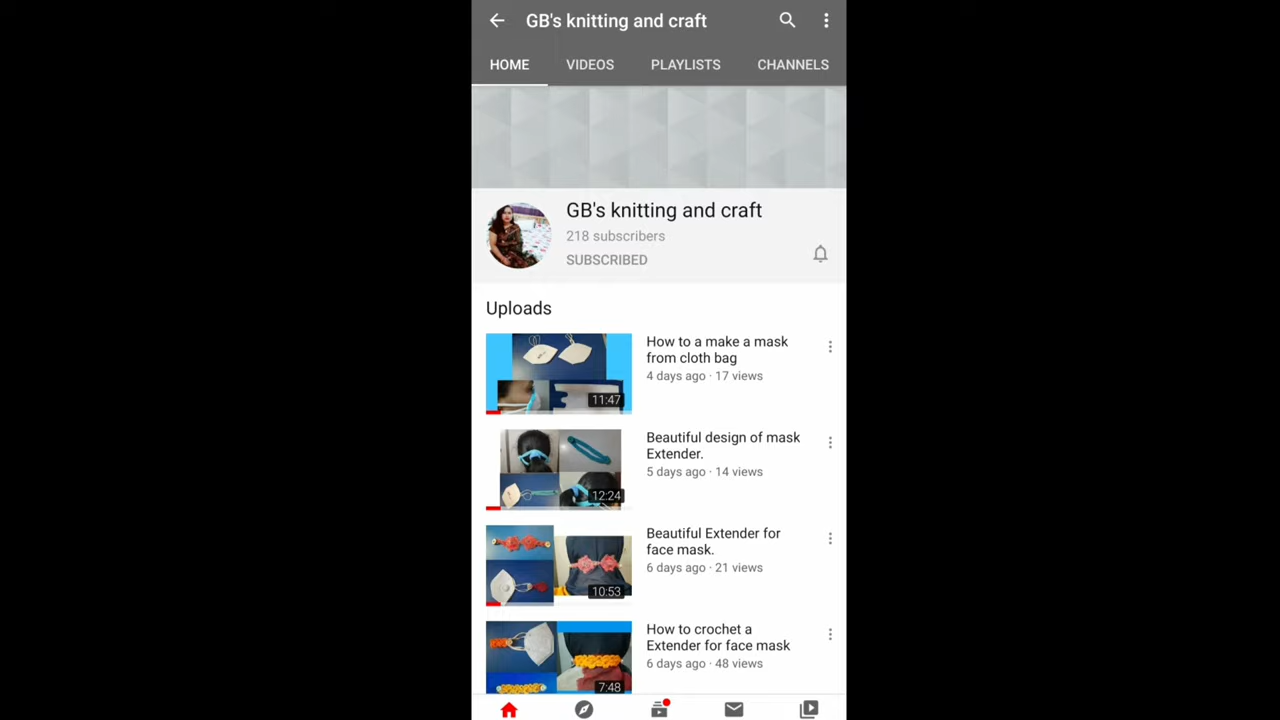 GB's knitting and craft
HOME VIDEOS PLAYLISTS CHANNELS
GB's knitting and craft
218 subscribers
SUBSCRIBED
Uploads
How to a make a mask
from cloth bag
4 days ago · 17 views
11:47
Beautiful design of mask
Extender.
5 days ago · 14 views
12:24
Beautiful Extender for
face mask.
6 days ago · 21 views
10:53
How to crochet a
Extender for face mask
6 days ago · 48 views
7:48